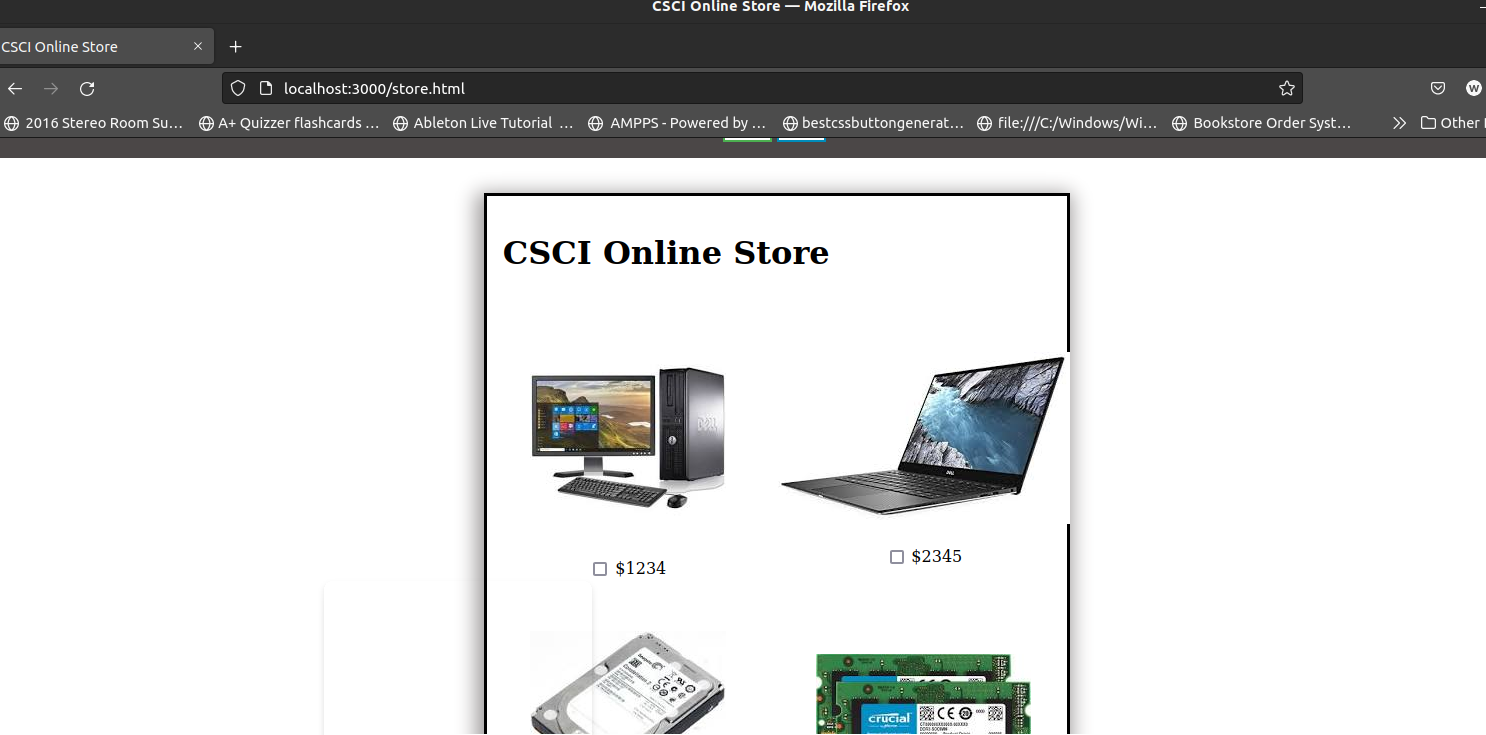 CSCI Online Store — Mozilla Firefox
CSCI Online Store
localhost:3000/store.html
W
2016 Stereo Room Su… A+ Quizzer flashcards … Ableton Live Tutorial … AMPPS - Powered by … bestcssbuttongenerat… file:///C:/Windows/Wi… Bookstore Order Syst… Other
CSCI Online Store
DELL
$1234
$2345
Seagate
crucial